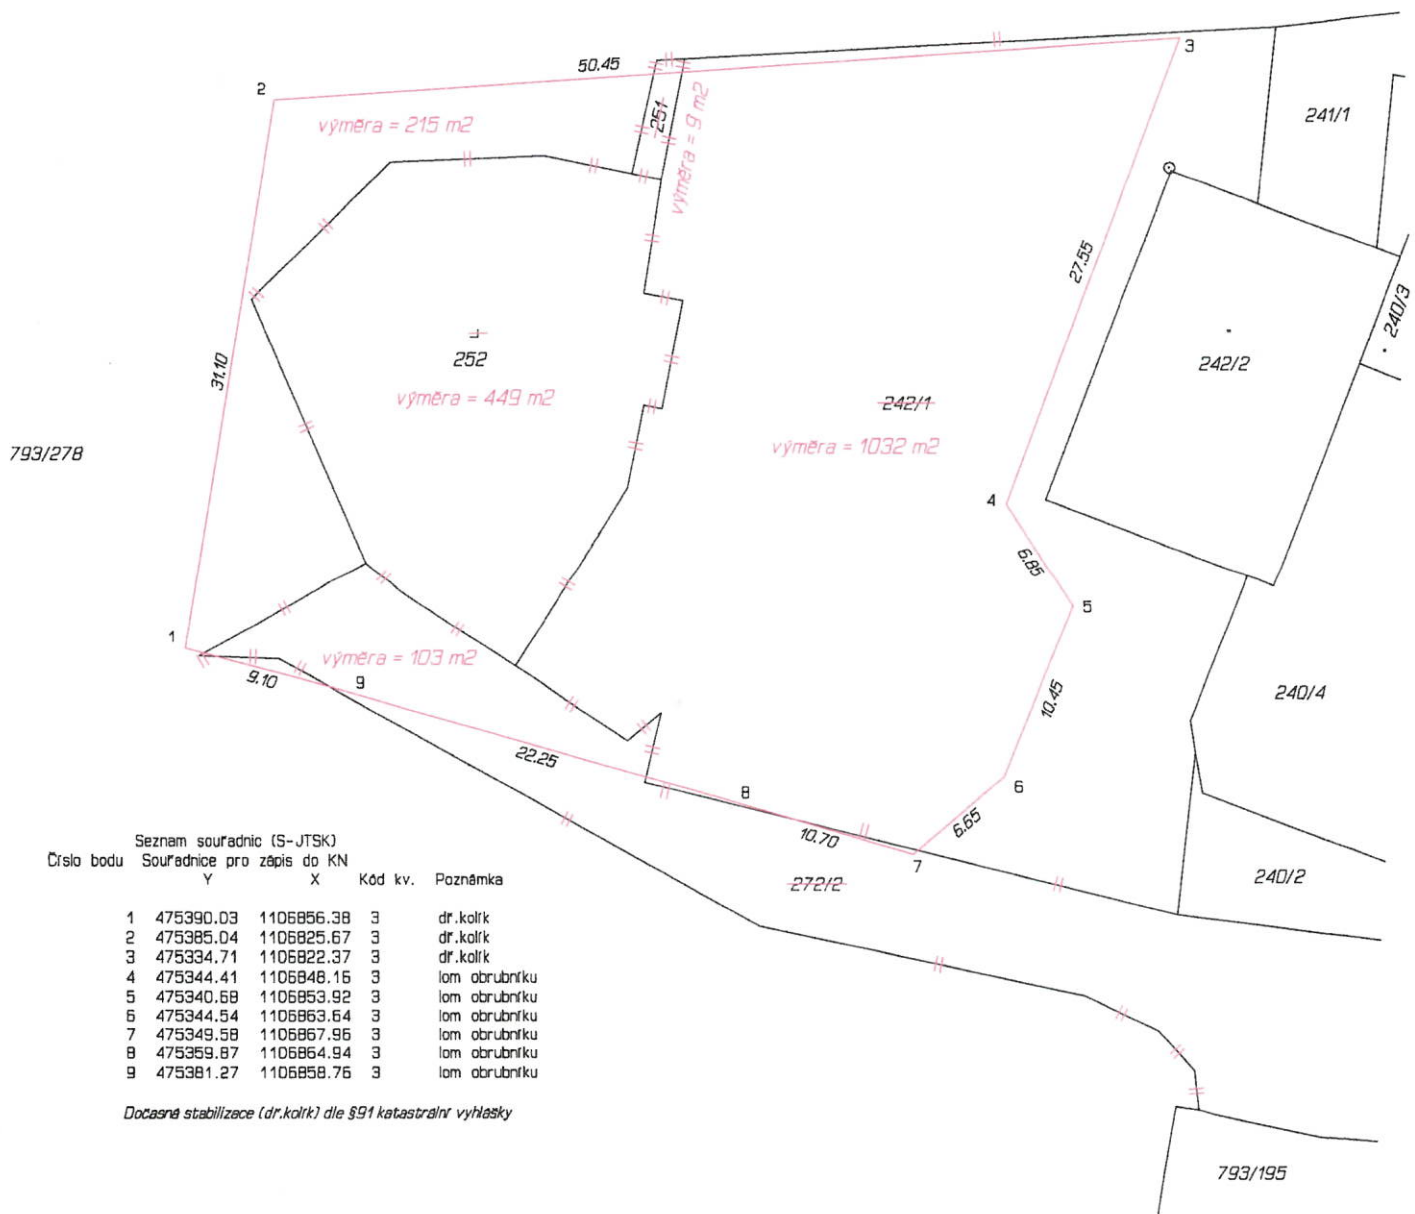 50.45
2
3
výměra = 215 m2
251
výměra = 9 m2
241/1
27.55
240/3
31.10
252
242/2
výměra = 449 m2
242/1
793/278
výměra = 1032 m2
4
6.85
5
1
výměra = 103 m2
9.10
9
10.45
240/4
22.25
6
8
6.65
10.70
7
272/2
240/2
Seznam souřadnic (S-JTSK)
Číslo bodu Souřadnice pro zápis do KN
Y X Kód kv. Poznámka
1 475390.03 1106856.38 3 dř.kolík
2 475385.04 1106825.67 3 dř.kolík
3 475334.71 1106822.37 3 dř.kolík
4 475344.41 1106848.16 3 lom obrubníku
5 475340.68 1106853.92 3 lom obrubníku
6 475344.54 1106863.64 3 lom obrubníku
7 475349.58 1106867.96 3 lom obrubníku
8 475359.87 1106864.94 3 lom obrubníku
9 475381.27 1106858.76 3 lom obrubníku
Dočasná stabilizace (dř.kolík) dle §91 katastrální vyhlášky
793/195